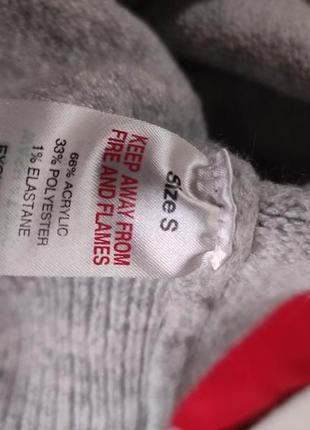 Size S
KEEP AWAY FROM
FIRE AND FLAMES
66% ACRYLIC
33% POLYESTER
1% ELASTANE